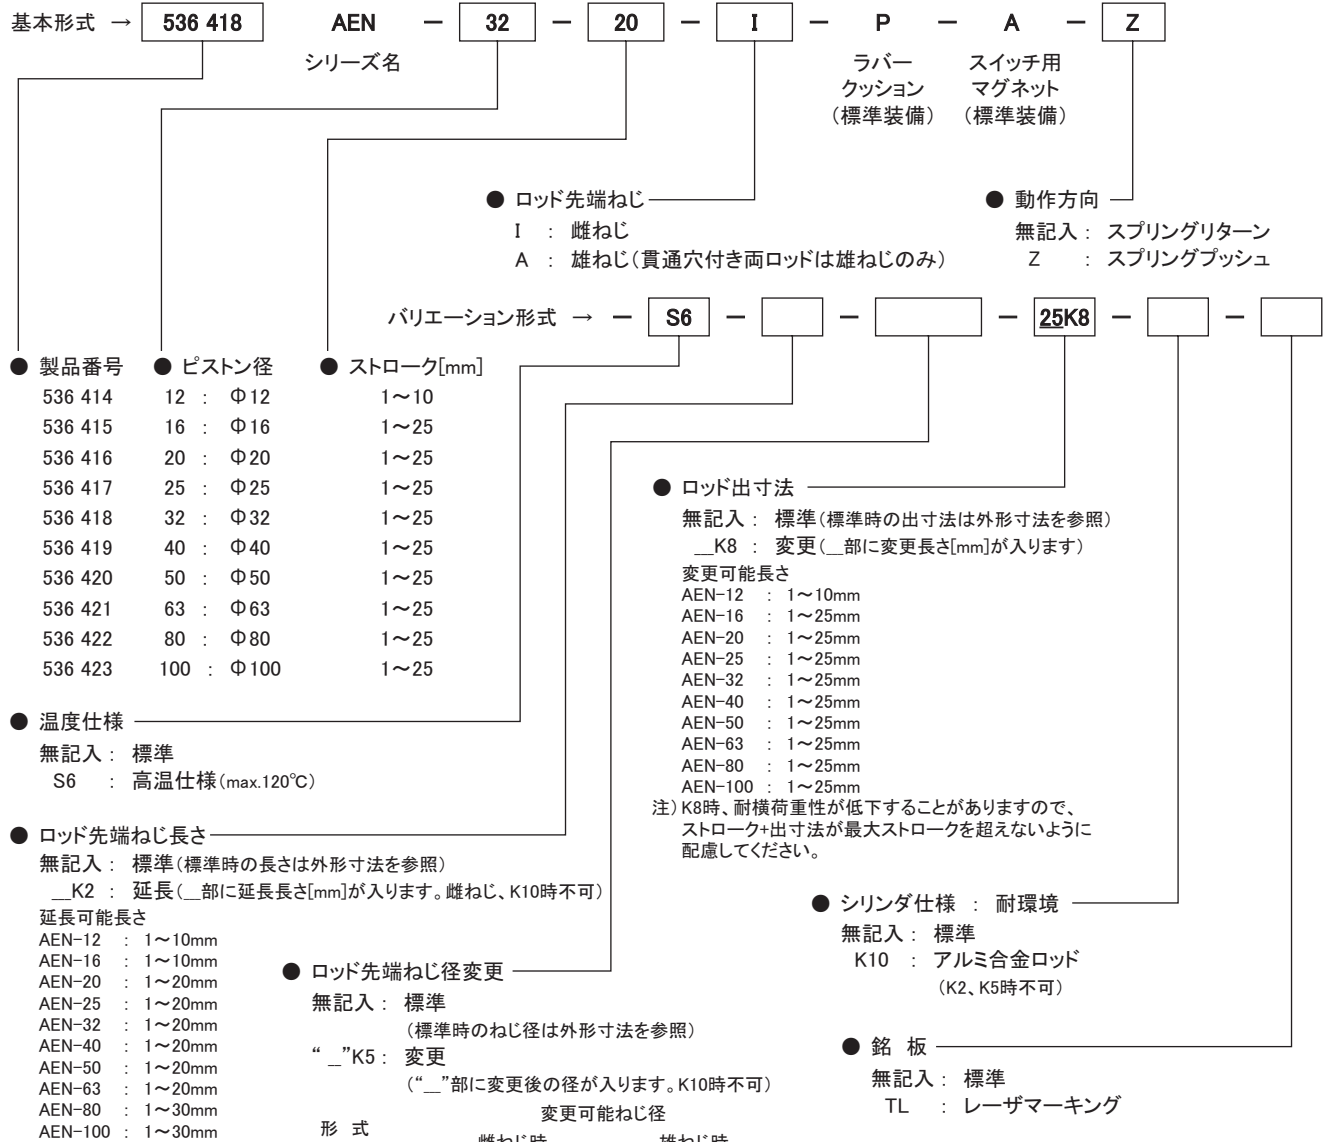 基本形式 → 536 418 AEN － 32 － 20 － I － P － A － Z
シリーズ名
ラバー
クッション
（標準装備）
スイッチ用
マグネット
（標準装備）
● ロッド先端ねじ
I ： 雌ねじ
A ： 雄ねじ（貫通穴付き両ロッドは雄ねじのみ）
● 動作方向
無記入： スプリングリターン
Z ： スプリングプッシュ
バリエーション形式 → － S6 － － － 25K8 － －
● 製品番号 ● ピストン径 ● ストローク[mm]
536 414 12 ： Φ12 1～10
536 415 16 ： Φ16 1～25
536 416 20 ： Φ20 1～25
536 417 25 ： Φ25 1～25
536 418 32 ： Φ32 1～25
536 419 40 ： Φ40 1～25
536 420 50 ： Φ50 1～25
536 421 63 ： Φ63 1～25
536 422 80 ： Φ80 1～25
536 423 100 ： Φ100 1～25
● ロッド出寸法
無記入： 標準（標準時の出寸法は外形寸法を参照）
__K8 ： 変更（__部に変更長さ[mm]が入ります）
変更可能長さ
AEN-12 ： 1～10mm
AEN-16 ： 1～25mm
AEN-20 ： 1～25mm
AEN-25 ： 1～25mm
AEN-32 ： 1～25mm
AEN-40 ： 1～25mm
AEN-50 ： 1～25mm
AEN-63 ： 1～25mm
AEN-80 ： 1～25mm
AEN-100 ： 1～25mm
注）K8時、耐横荷重性が低下することがありますので、
ストローク+出寸法が最大ストロークを超えないように
配慮してください。
● 温度仕様
無記入： 標準
S6 ： 高温仕様（max.120℃）
● ロッド先端ねじ長さ
無記入： 標準（標準時の長さは外形寸法を参照）
__K2 ： 延長（__部に延長長さ[mm]が入ります。雌ねじ、K10時不可）
延長可能長さ
AEN-12 ： 1～10mm
AEN-16 ： 1～10mm
AEN-20 ： 1～20mm
AEN-25 ： 1～20mm
AEN-32 ： 1～20mm
AEN-40 ： 1～20mm
AEN-50 ： 1～20mm
AEN-63 ： 1～20mm
AEN-80 ： 1～30mm
AEN-100 ： 1～30mm
● ロッド先端ねじ径変更
無記入： 標準
（標準時のねじ径は外形寸法を参照）
“__”K5： 変更
（“__”部に変更後の径が入ります。K10時不可）
変更可能ねじ径
形 式
雌ねじ時 雄ねじ時
● シリンダ仕様 ： 耐環境
無記入： 標準
K10 ： アルミ合金ロッド
（K2、K5時不可）
● 銘 板
無記入： 標準
TL ： レーザマーキング